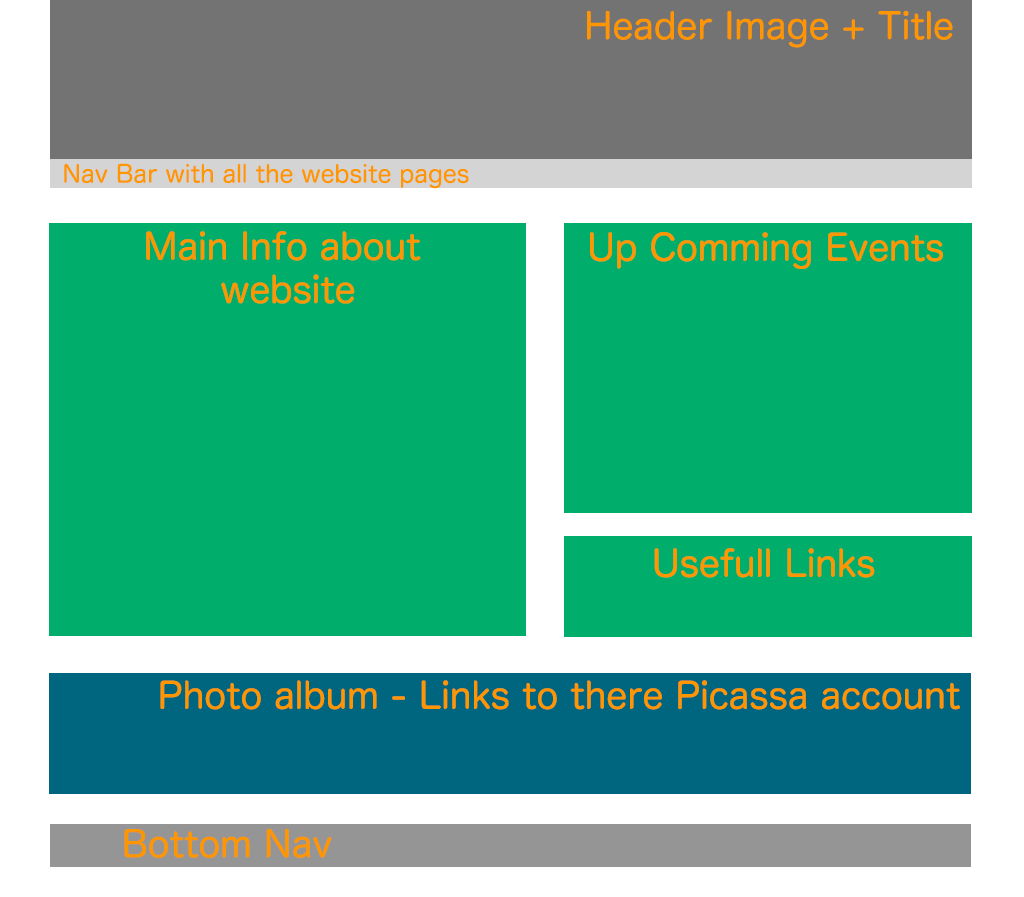 Header Image + Title
Nav Bar with all the website pages
Main Info about
website
Up Comming Events
Usefull Links
Photo album - Links to there Picassa account
Bottom Nav